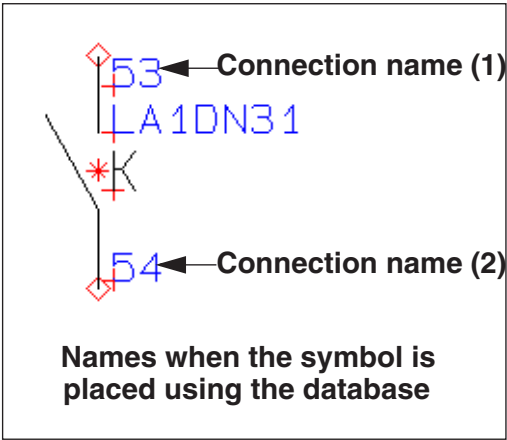 53 Connection name (1)
LA1DN31
K
54 Connection name (2)
Names when the symbol is
placed using the database